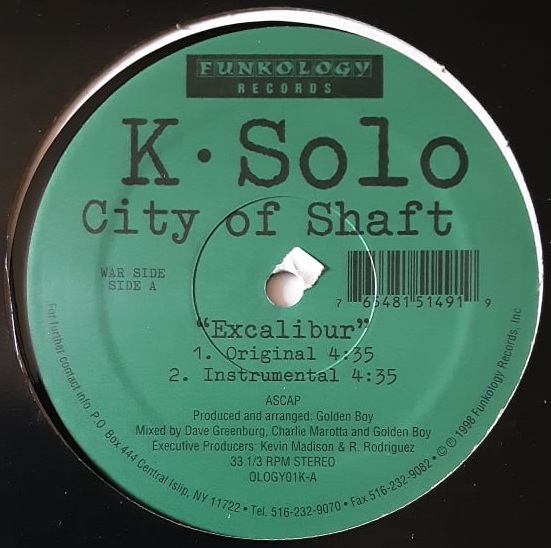 FUNKOLOGY
RECORDS
K·Solo
City of Shaft
WAR SIDE
SIDE A
7 65481 51491 9
"Excalibur"
1. Original 4:35
2. Instrumental 4:35
ASCAP
Produced and arranged: Golden Boy
Mixed by Dave Greenburg, Charlie Marotta and Golden Boy
Executive Producers: Kevin Madison & R. Rodriguez
33 1/3 RPM STEREO
OLOGY01K-A
For further contact info. P.O. Box 444 Central Islip, NY 11722 • Tel. 516-232-9070 • Fax 516-232-9082 • © ℗ 1998 Funkology Records, Inc